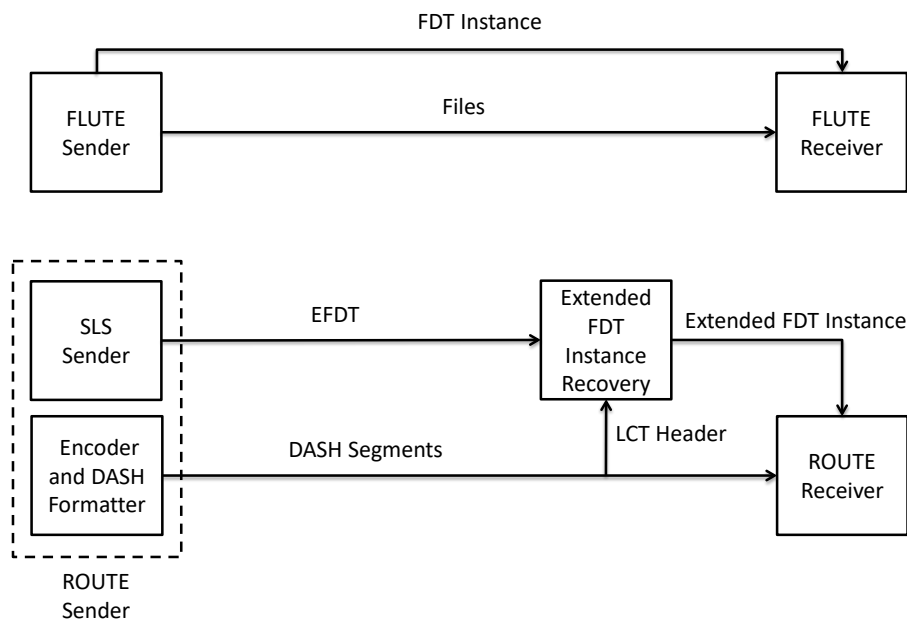 FDT Instance
FLUTE
Sender
Files
FLUTE
Receiver
SLS
Sender
EFDT
Extended
FDT
Instance
Recovery
Extended FDT Instance
Encoder
and DASH
Formatter
DASH Segments
LCT Header
ROUTE
Receiver
ROUTE
Sender